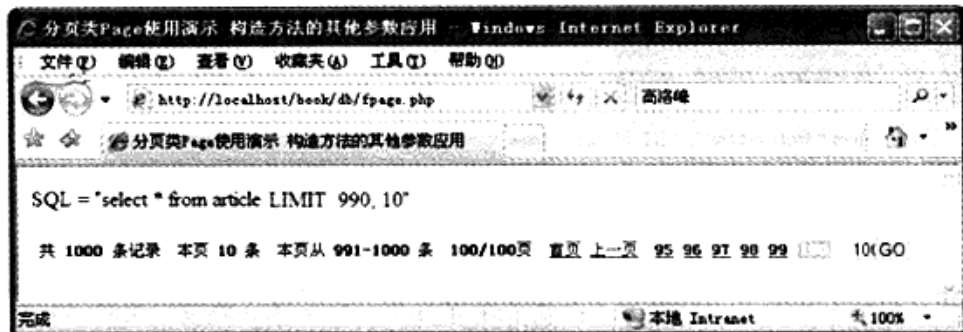 分页类Page使用演示 构造方法的其他参数应用 - Windows Internet Explorer
文件(F) 编辑(E) 查看(V) 收藏夹(A) 工具(T) 帮助(H)
http://localhost/book/db/fpage.php 高洛峰
分页类Page使用演示 构造方法的其他参数应用
SQL = "select * from article LIMIT 990, 10"
共 1000 条记录 本页 10 条 本页从 991-1000 条 100/100页 首页 上一页 95 96 97 98 99 10 GO
完成 本地 Intranet 100%